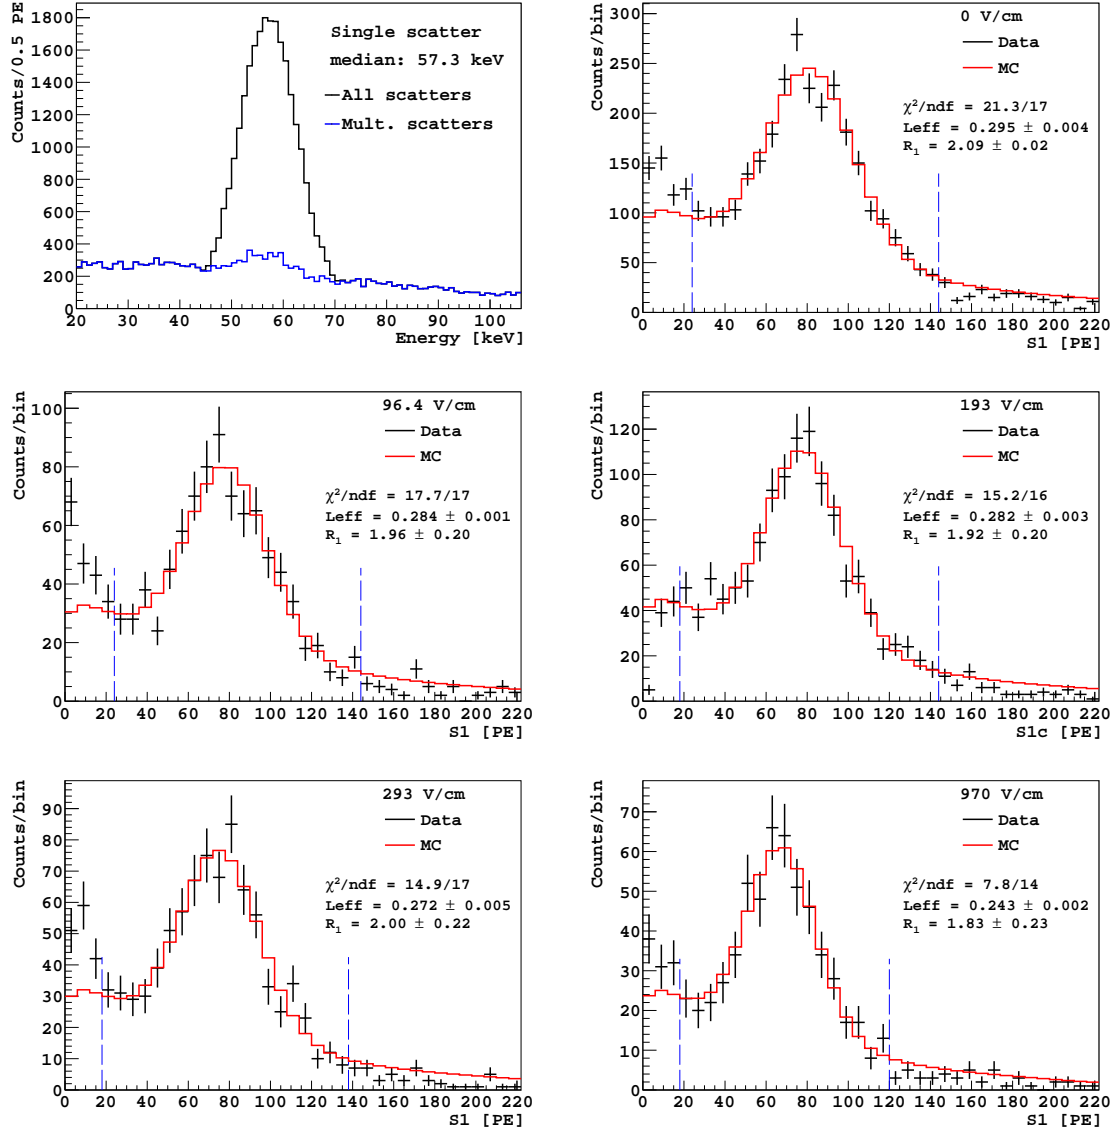 Counts/0.5 PE
1800
1600
1400
1200
1000
800
600
400
200
0
Single scatter
median: 57.3 keV
All scatters
Mult. scatters
20 30 40 50 60 70 80 90 100
Energy [keV]
Counts/bin
300
250
200
150
100
50
0
0 V/cm
Data
MC
χ²/ndf = 21.3/17
Leff = 0.295 ± 0.004
R₁ = 2.09 ± 0.02
0 20 40 60 80 100 120 140 160 180 200 220
S1 [PE]
Counts/bin
100
80
60
40
20
0
96.4 V/cm
Data
MC
χ²/ndf = 17.7/17
Leff = 0.284 ± 0.001
R₁ = 1.96 ± 0.20
0 20 40 60 80 100 120 140 160 180 200 220
S1 [PE]
Counts/bin
120
100
80
60
40
20
0
193 V/cm
Data
MC
χ²/ndf = 15.2/16
Leff = 0.282 ± 0.003
R₁ = 1.92 ± 0.20
0 20 40 60 80 100 120 140 160 180 200 220
S1c [PE]
Counts/bin
90
80
70
60
50
40
30
20
10
0
293 V/cm
Data
MC
χ²/ndf = 14.9/17
Leff = 0.272 ± 0.005
R₁ = 2.00 ± 0.22
0 20 40 60 80 100 120 140 160 180 200 220
S1 [PE]
Counts/bin
70
60
50
40
30
20
10
0
970 V/cm
Data
MC
χ²/ndf = 7.8/14
Leff = 0.243 ± 0.002
R₁ = 1.83 ± 0.23
0 20 40 60 80 100 120 140 160 180 200 220
S1 [PE]